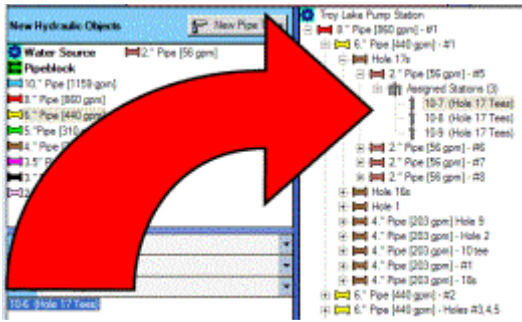 New Hydraulic Objects
New Pipe
Water Source
2." Pipe [56 gpm]
Pipeblock
10." Pipe [1159 gpm]
8." Pipe [860 gpm]
6." Pipe [440 gpm]
5."Pipe [310
4." Pipe
3.5" P
3."
2.
10-6 (Hole 17 Tees)
Troy Lake Pump Station
8." Pipe [860 gpm] - #1
6." Pipe [440 gpm] - #1
Hole 17s
2." Pipe [56 gpm] - #5
Assigned Stations (3)
10-7 (Hole 17 Tees)
10-8 (Hole 17 Tees)
10-9 (Hole 17 Tees)
2." Pipe [56 gpm] - #6
2." Pipe [56 gpm] - #7
2." Pipe [56 gpm] - #8
Hole 16s
Hole 1
4." Pipe [203 gpm] Hole 9
4." Pipe [203 gpm] - Hole 2
4." Pipe [203 gpm] - 10 tee
4." Pipe [203 gpm] - #1
4." Pipe [203 gpm] - 18s
6." Pipe [440 gpm] - #2
6." Pipe [440 gpm] - Holes #3,4,5